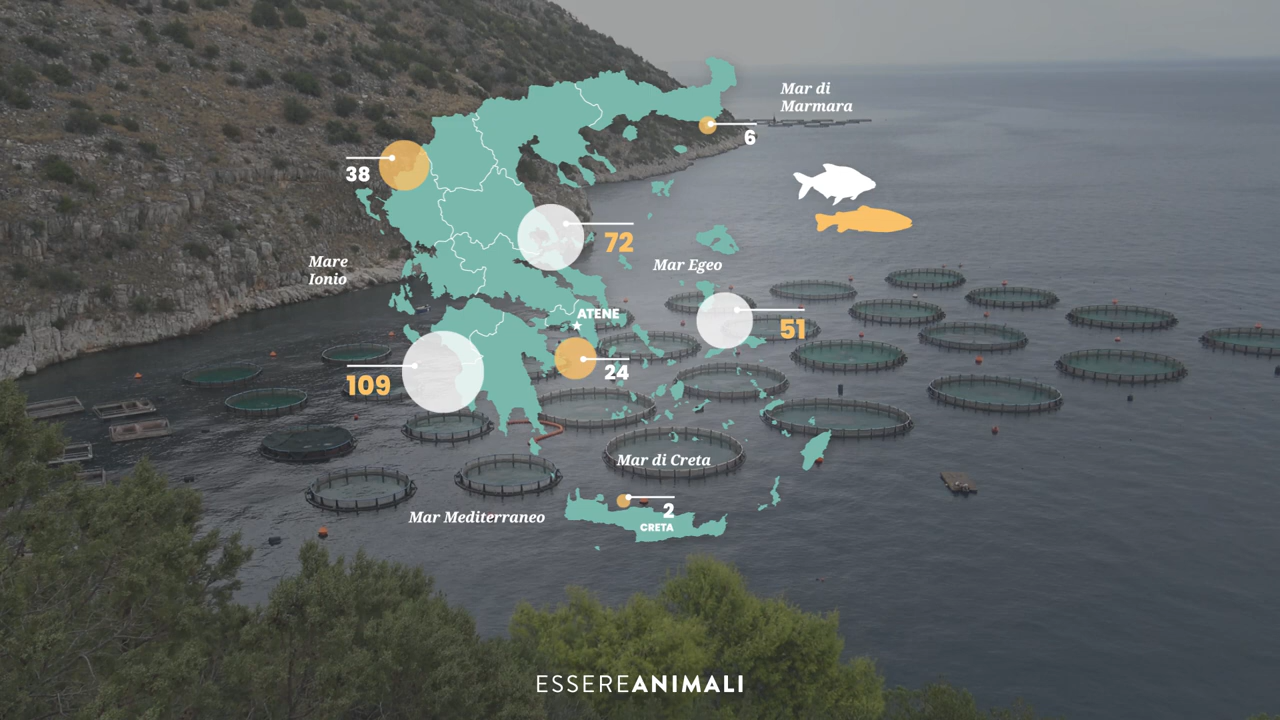 Mar di
Marmara
6
38
72
Mare
Ionio
Mar Egeo
ATENE
51
24
109
Mar di Creta
2
Mar Mediterraneo
CRETA
ESSEREANIMALI